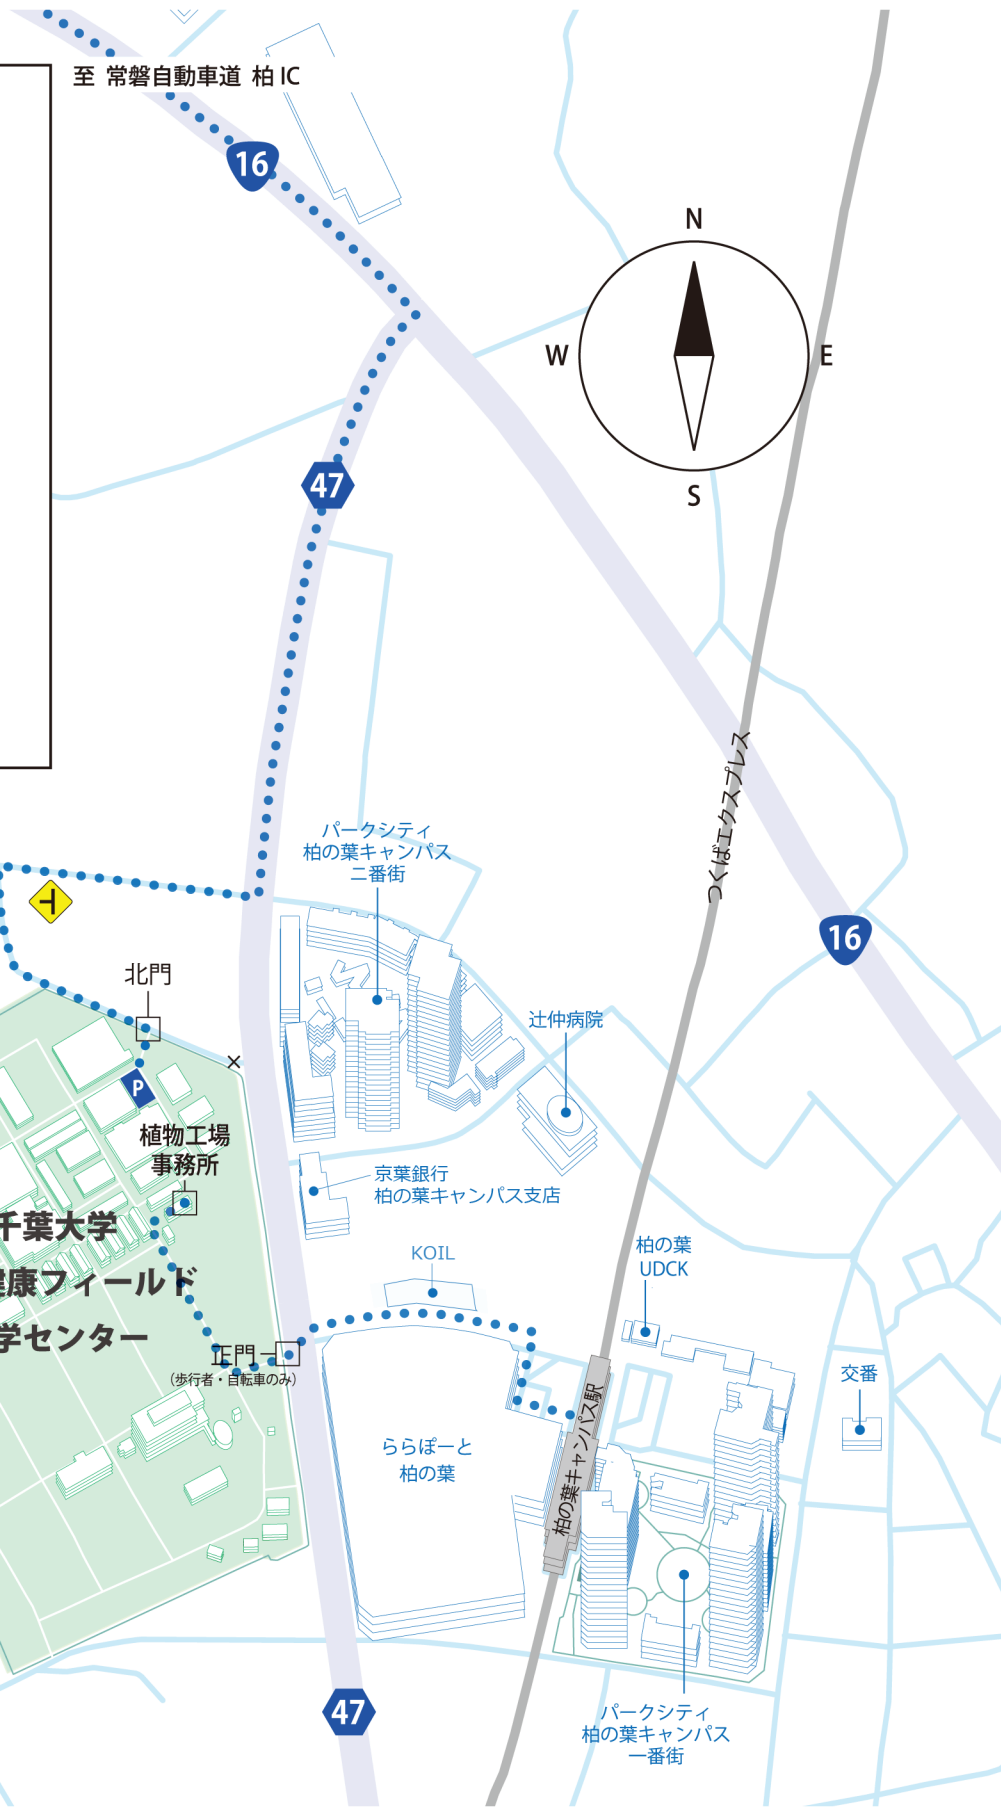 至 常磐自動車道 柏 IC
16
N
W
E
S
47
つくばエクスプレス
パークシティ
柏の葉キャンパス
二番街
16
北門
辻仲病院
P
植物工場
事務所
京葉銀行
柏の葉キャンパス支店
千葉大学
健康フィールド
学センター
KOIL
柏の葉
UDCK
正門
(歩行者・自転車のみ)
交番
ららぽーと
柏の葉
柏の葉キャンパス駅
47
パークシティ
柏の葉キャンパス
一番街